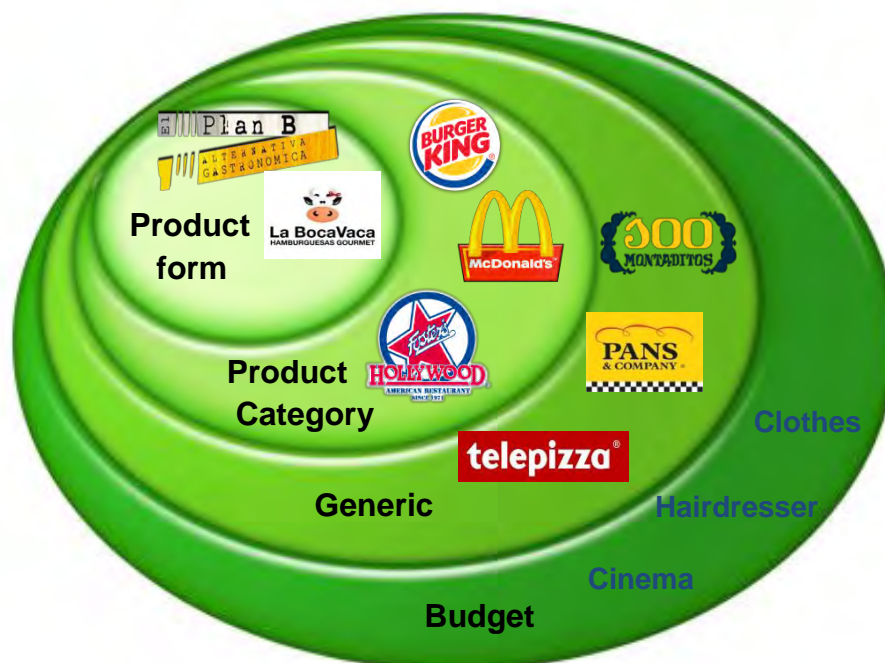 El Plan B
ALTERNATIVA
GASTRONOMICA
BURGER
KING®
Product
form
La BocaVaca
HAMBURGUESAS GOURMET
McDonald's™
100
MONTADITOS
Foster's
HOLLYWOOD
AMERICAN RESTAURANT
SINCE 1971
PANS
& COMPANY®
Product
Category
Clothes
telepizza®
Generic
Hairdresser
Cinema
Budget